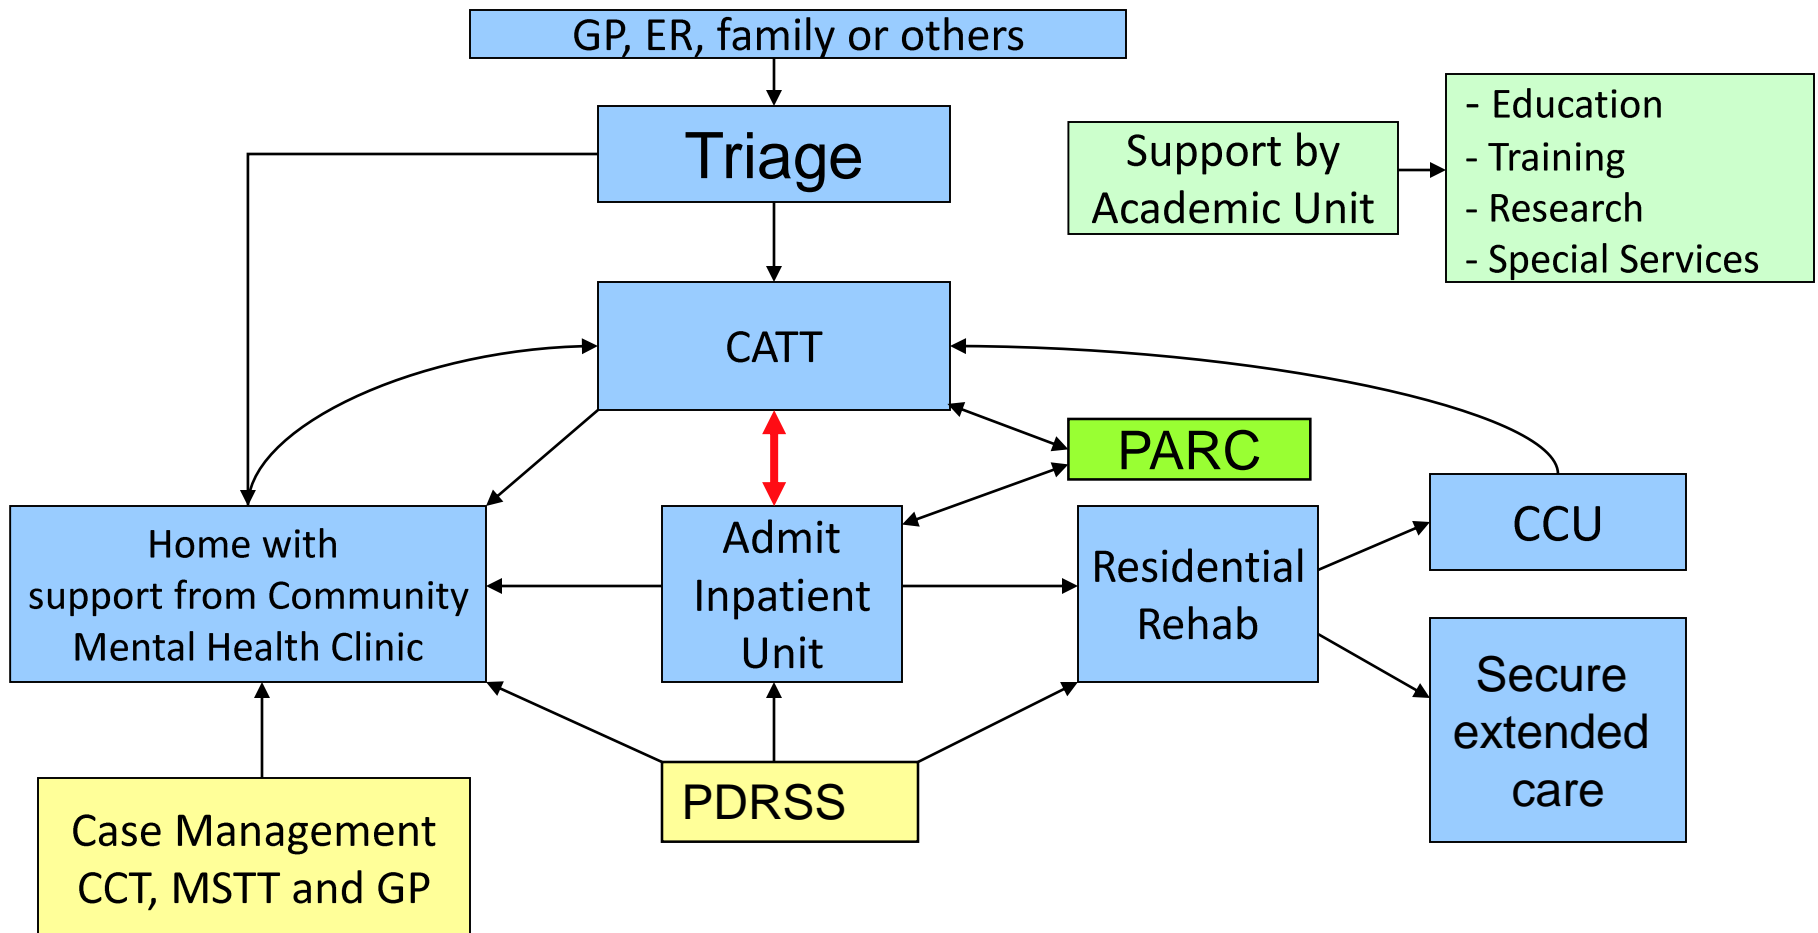 GP, ER, family or others
Triage
Support by
Academic Unit
- Education
- Training
- Research
- Special Services
CATT
PARC
Home with
support from Community
Mental Health Clinic
Admit
Inpatient
Unit
Residential
Rehab
CCU
Secure
extended
care
Case Management
CCT, MSTT and GP
PDRSS